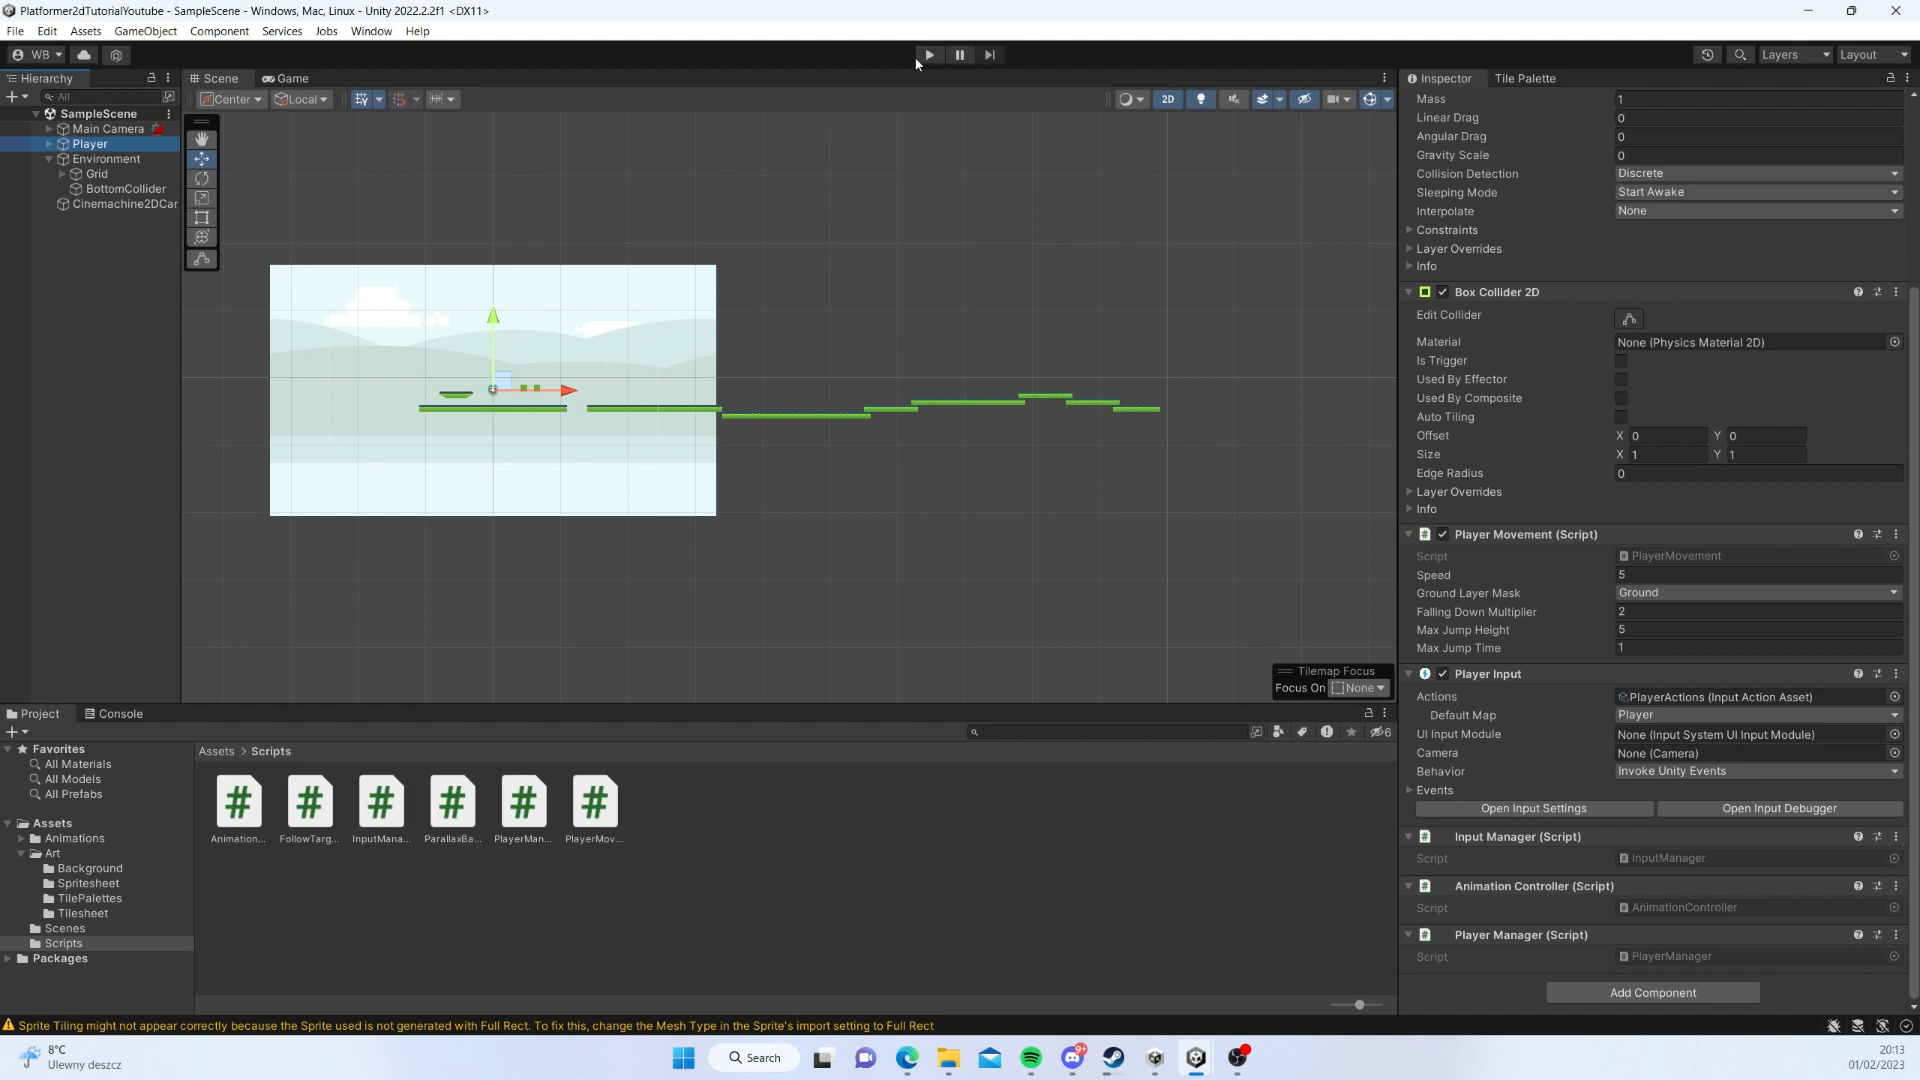 Platformer2dTutorialYoutube - SampleScene - Windows, Mac, Linux - Unity 2022.2.2f1 <DX11>
File Edit Assets GameObject Component Services Jobs Window Help
WB Layers Layout
Hierarchy
All
SampleScene
Main Camera
Player
Environment
Grid
BottomCollider
Cinemachine2DCar
Scene Game
Center Local 2D
Tilemap Focus
Focus On None
Inspector Tile Palette
Mass 1
Linear Drag 0
Angular Drag 0
Gravity Scale 0
Collision Detection Discrete
Sleeping Mode Start Awake
Interpolate None
Constraints
Layer Overrides
Info
Box Collider 2D
Edit Collider
Material None (Physics Material 2D)
Is Trigger
Used By Effector
Used By Composite
Auto Tiling
Offset X 0 Y 0
Size X 1 Y 1
Edge Radius 0
Layer Overrides
Info
Player Movement (Script)
Script PlayerMovement
Speed 5
Ground Layer Mask Ground
Falling Down Multiplier 2
Max Jump Height 5
Max Jump Time 1
Player Input
Actions PlayerActions (Input Action Asset)
Default Map Player
UI Input Module None (Input System UI Input Module)
Camera None (Camera)
Behavior Invoke Unity Events
Events
Open Input Settings Open Input Debugger
Input Manager (Script)
Script InputManager
Animation Controller (Script)
Script AnimationController
Player Manager (Script)
Script PlayerManager
Add Component
Project Console
6
Favorites
All Materials
All Models
All Prefabs
Assets
Animations
Art
Background
Spritesheet
TilePalettes
Tilesheet
Scenes
Scripts
Packages
Assets > Scripts
Animation... FollowTarg... InputMana... ParallaxBa... PlayerMan... PlayerMov...
Sprite Tiling might not appear correctly because the Sprite used is not generated with Full Rect. To fix this, change the Mesh Type in the Sprite's import setting to Full Rect
8°C
Ulewny deszcz
Search
9+
20:13
01/02/2023